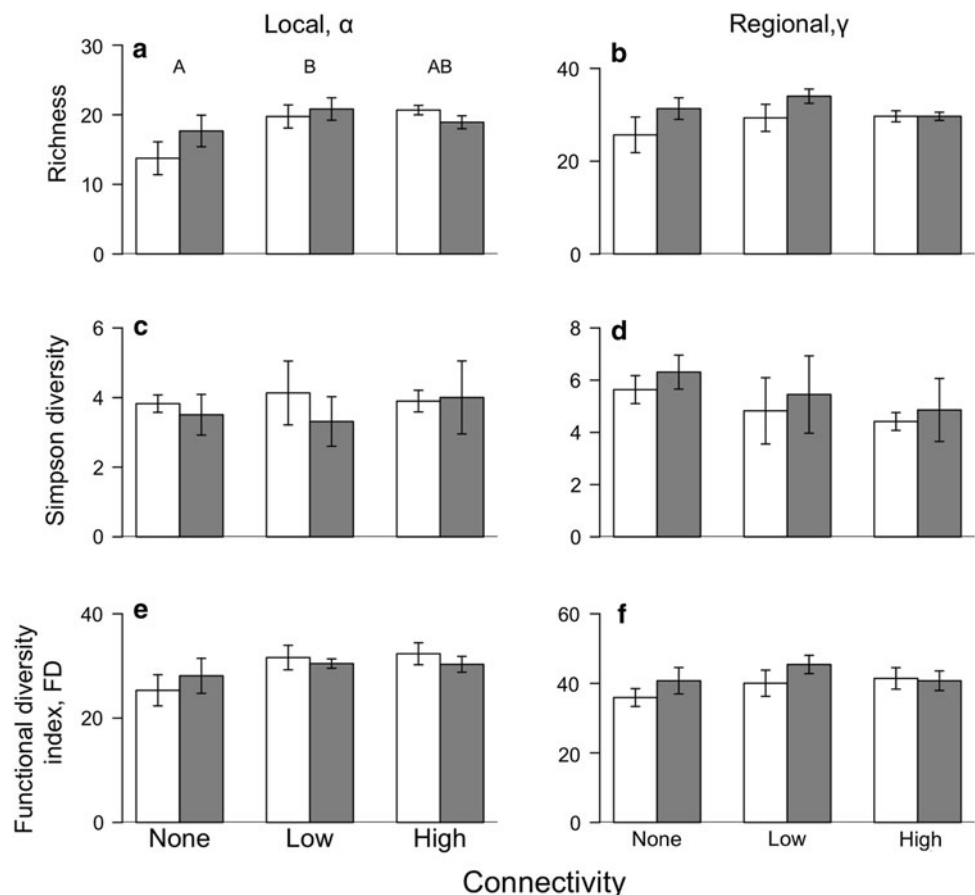 Local, α
Regional,γ
a
A
B
AB
Richness
30
20
10
0
b
40
20
0
c
Simpson diversity
6
4
2
0
d
8
6
4
2
0
e
Functional diversity
index, FD
40
20
0
None
Low
High
f
60
40
20
0
None
Low
High
Connectivity